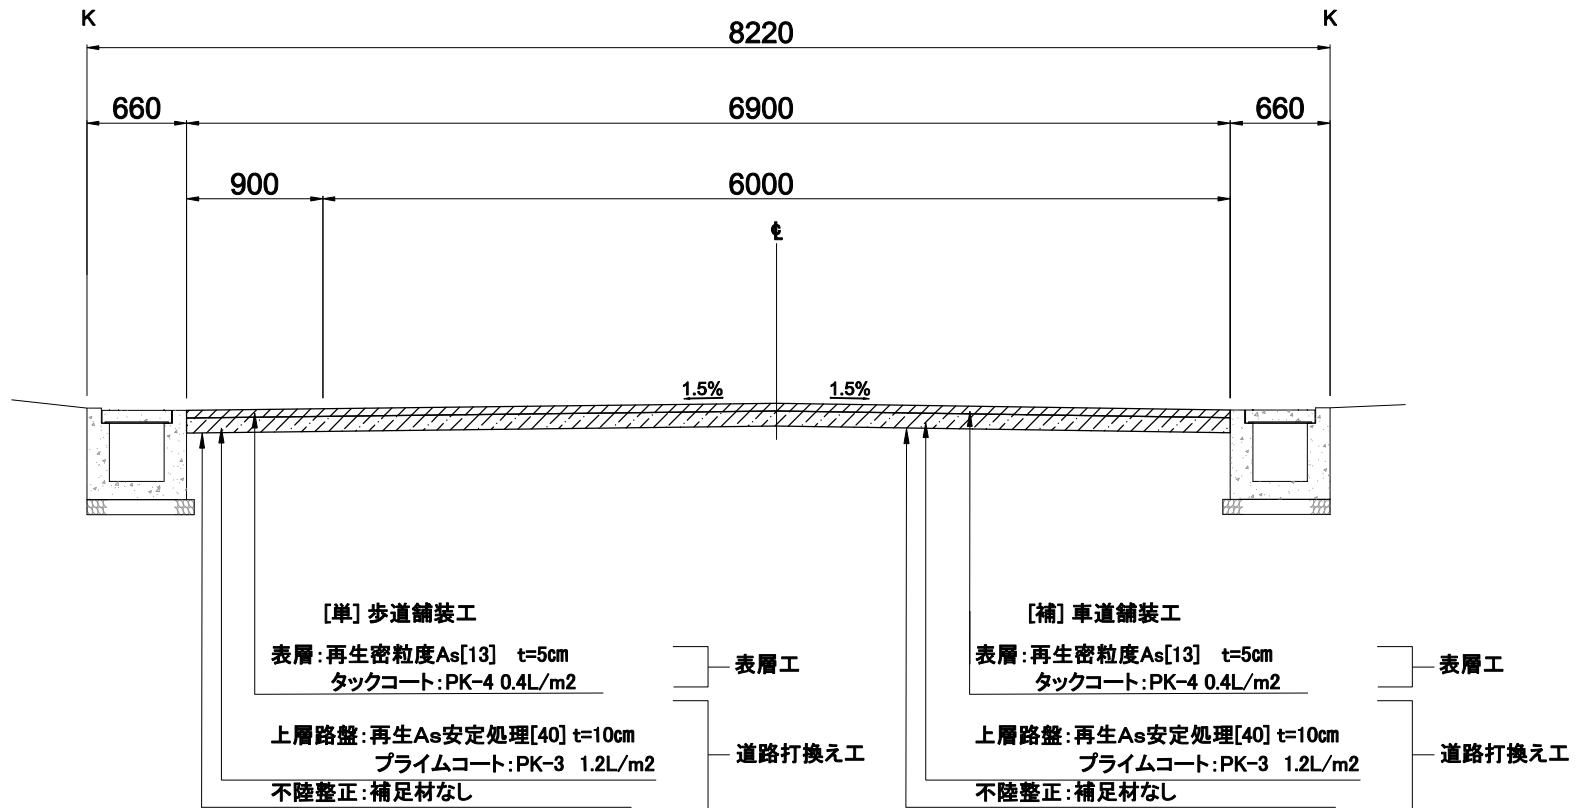 K
K
8220
660
6900
660
900
6000
℄
1.5%
1.5%
[単] 歩道舗装工
表層:再生密粒度As[13] t=5㎝
タックコート:PK-4 0.4L/m2
表層工
上層路盤:再生As安定処理[40] t=10㎝
プライムコート:PK-3 1.2L/m2
不陸整正:補足材なし
道路打換え工
[補] 車道舗装工
表層:再生密粒度As[13] t=5㎝
タックコート:PK-4 0.4L/m2
表層工
上層路盤:再生As安定処理[40] t=10㎝
プライムコート:PK-3 1.2L/m2
不陸整正:補足材なし
道路打換え工